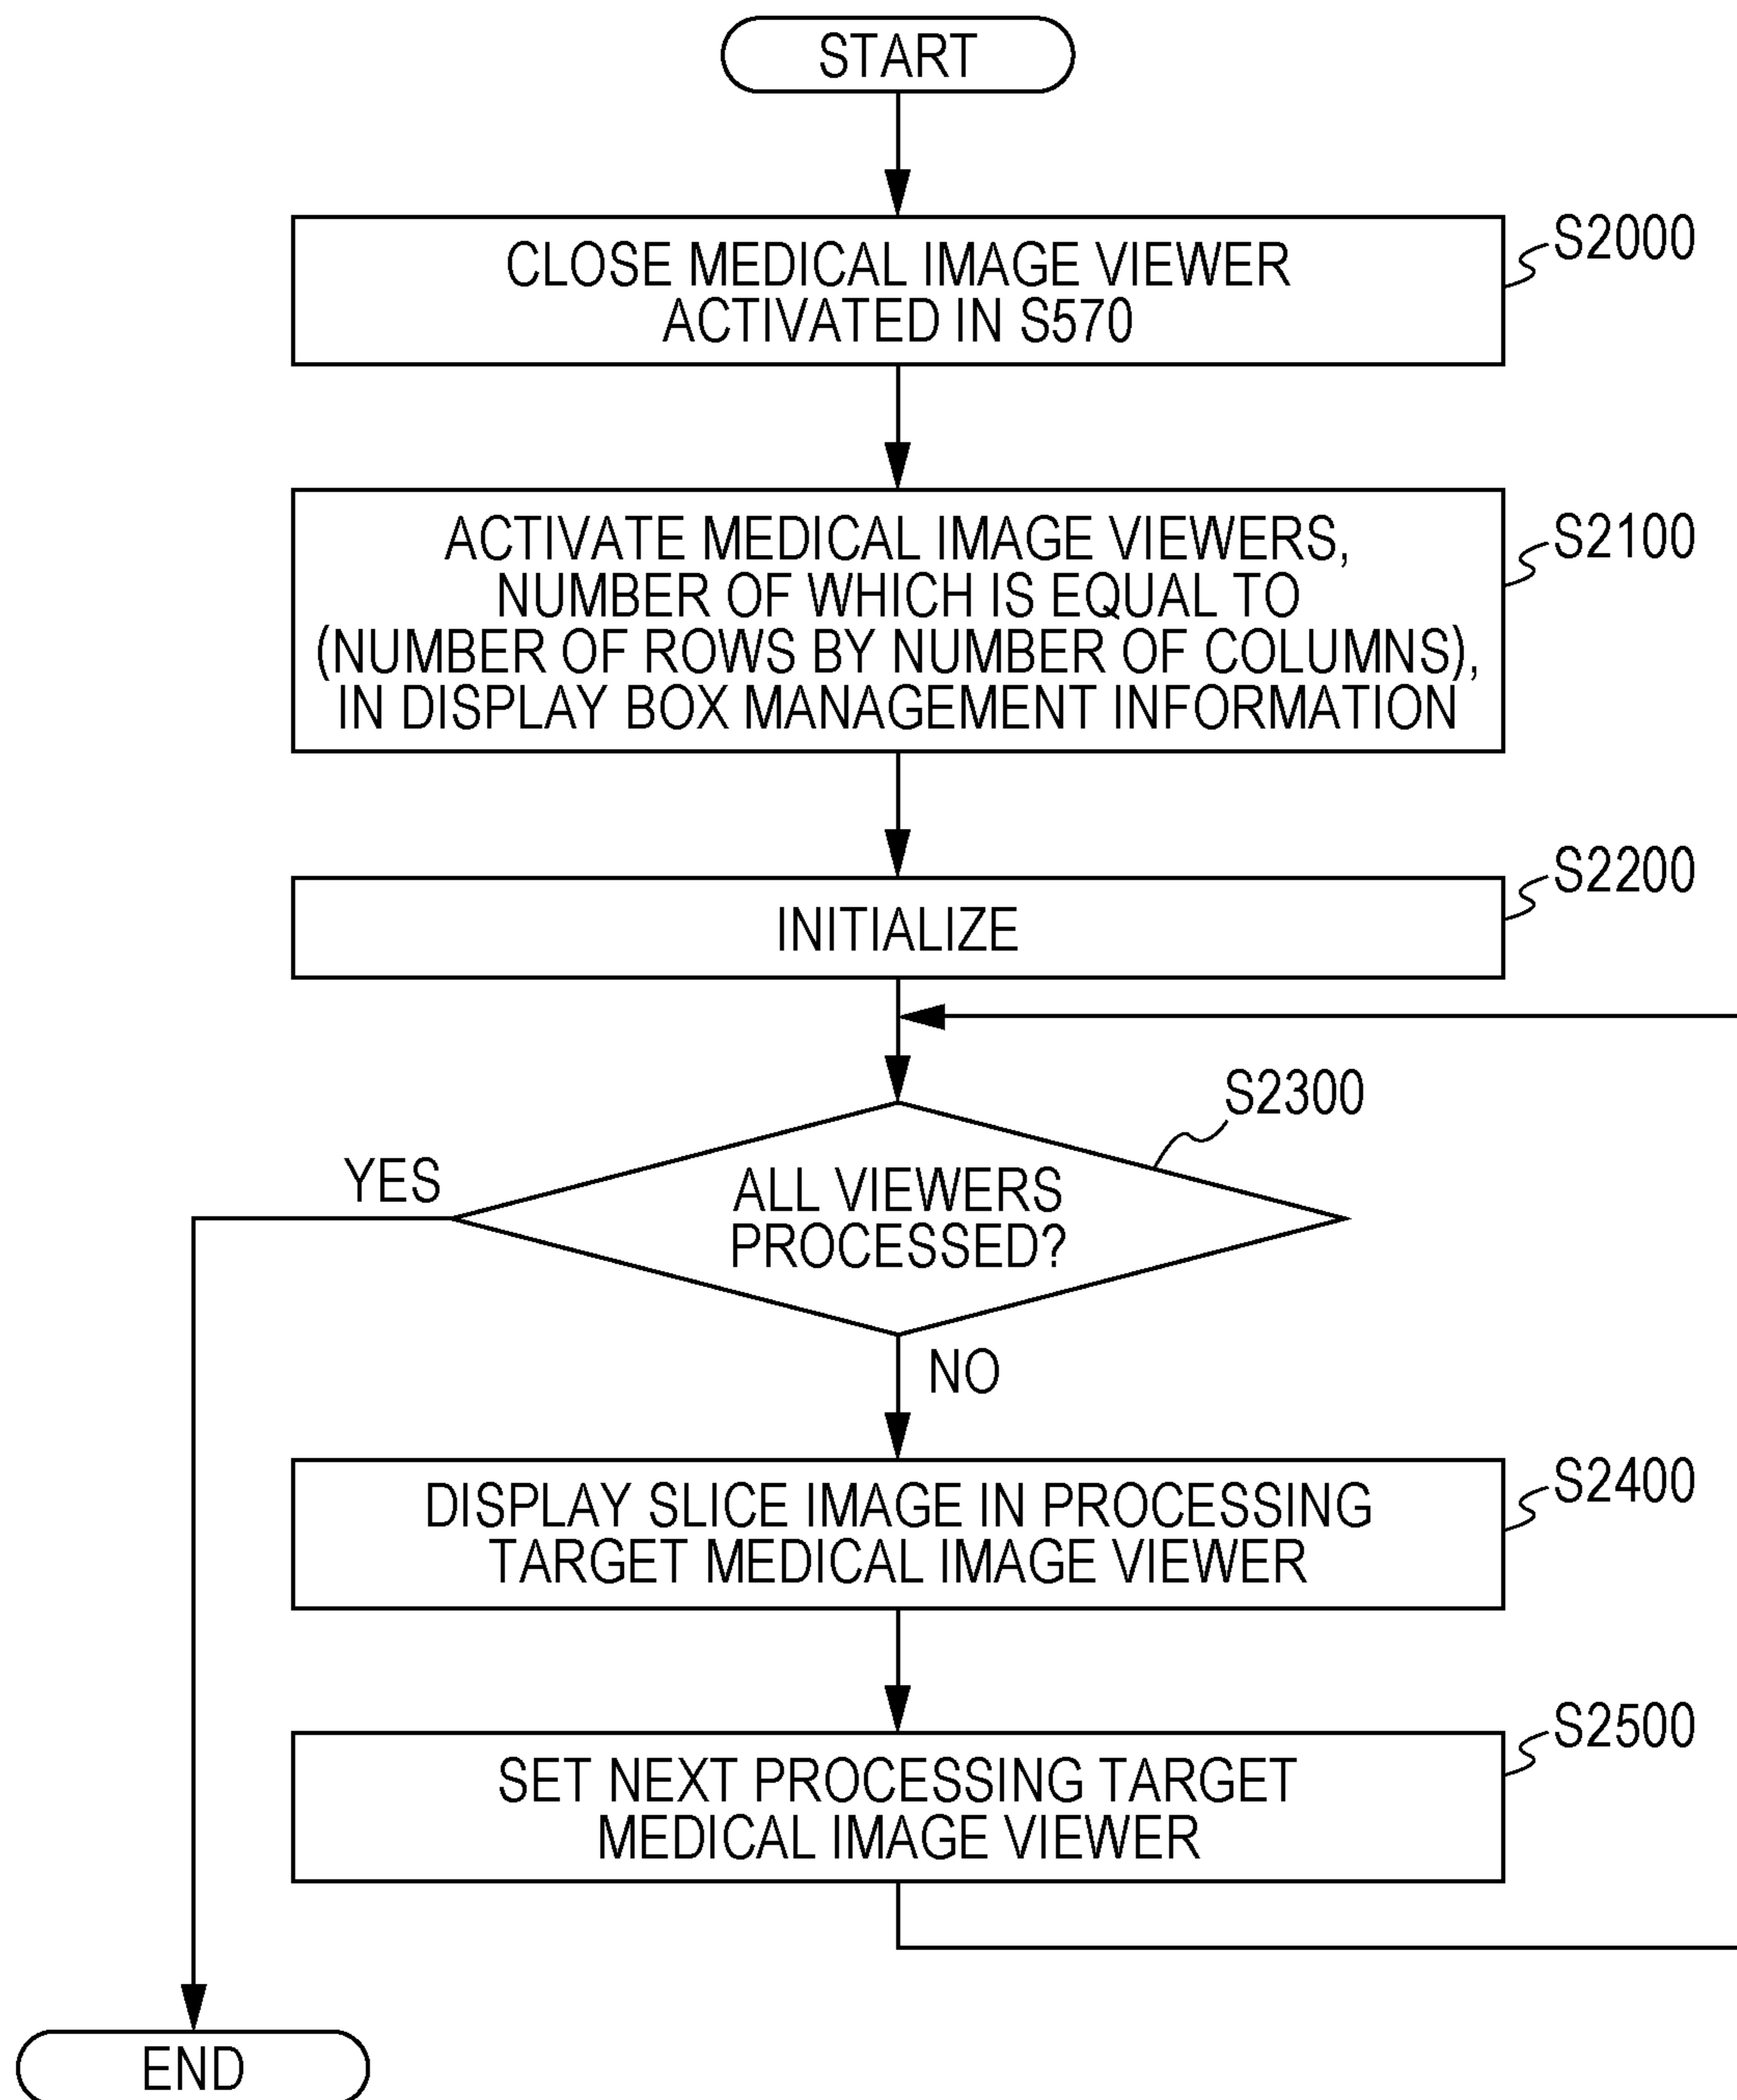 START
CLOSE MEDICAL IMAGE VIEWER
ACTIVATED IN S570
S2000
ACTIVATE MEDICAL IMAGE VIEWERS,
NUMBER OF WHICH IS EQUAL TO
(NUMBER OF ROWS BY NUMBER OF COLUMNS),
IN DISPLAY BOX MANAGEMENT INFORMATION
S2100
INITIALIZE
S2200
S2300
ALL VIEWERS
PROCESSED?
YES
NO
DISPLAY SLICE IMAGE IN PROCESSING
TARGET MEDICAL IMAGE VIEWER
S2400
SET NEXT PROCESSING TARGET
MEDICAL IMAGE VIEWER
S2500
END